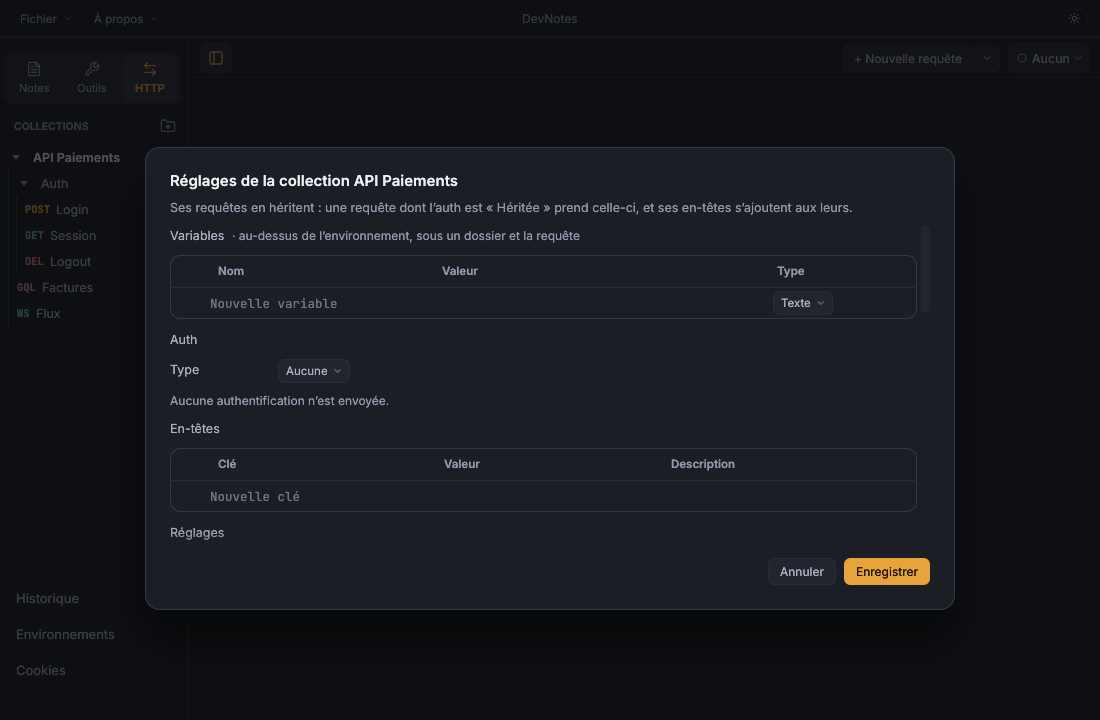 Fichier À propos DevNotes
+ Nouvelle requête Aucun
Notes Outils HTTP
COLLECTIONS
API Paiements
Auth
POST Login
GET Session
DEL Logout
GQL Factures
WS Flux
Historique
Environnements
Cookies
Réglages de la collection API Paiements
Ses requêtes en héritent : une requête dont l’auth est « Héritée » prend celle-ci, et ses en-têtes s’ajoutent aux leurs.
Variables · au-dessus de l’environnement, sous un dossier et la requête
Nom Valeur Type
Nouvelle variable Texte
Auth
Type Aucune
Aucune authentification n’est envoyée.
En-têtes
Clé Valeur Description
Nouvelle clé
Réglages
Annuler Enregistrer